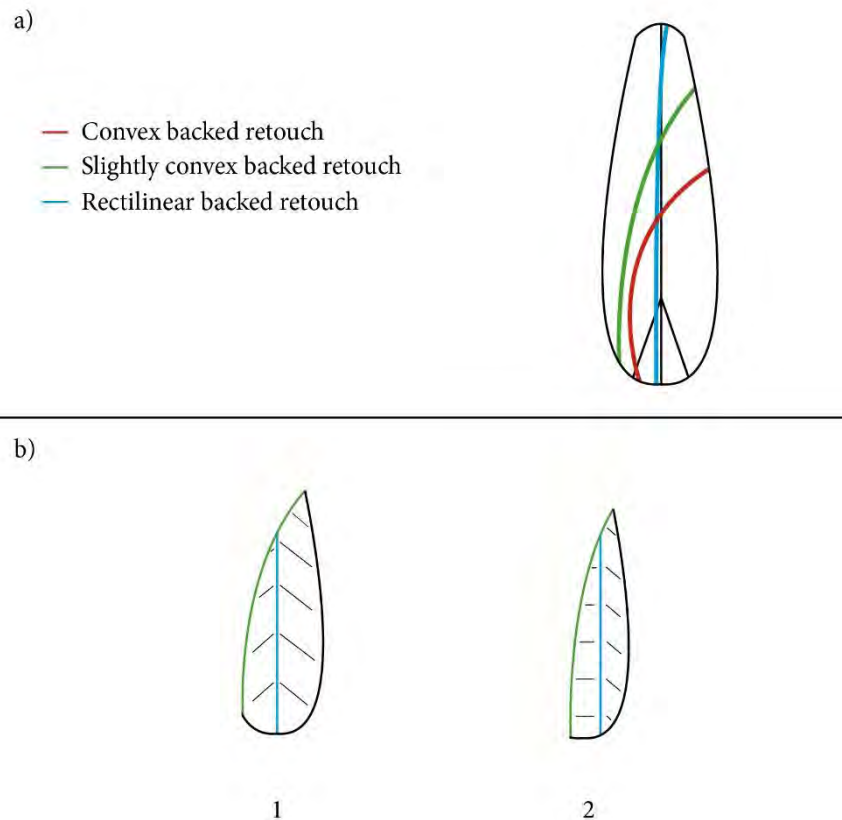 a)
Convex backed retouch
Slightly convex backed retouch
Rectilinear backed retouch
b)
1 2